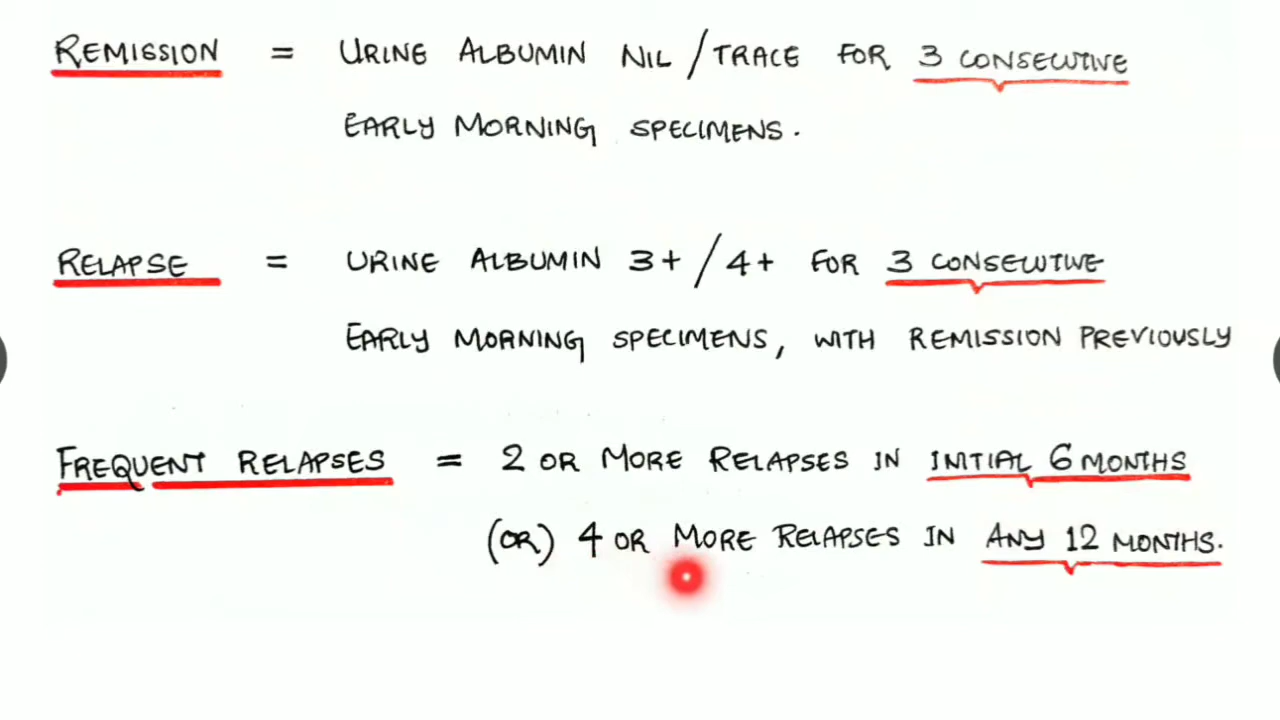 REMISSION = URINE ALBUMIN NIL / TRACE FOR 3 CONSECUTIVE
EARLY MORNING SPECIMENS.
RELAPSE = URINE ALBUMIN 3+ / 4+ FOR 3 CONSECUTIVE
EARLY MORNING SPECIMENS, WITH REMISSION PREVIOUSLY
FREQUENT RELAPSES = 2 OR MORE RELAPSES IN INITIAL 6 MONTHS
(OR) 4 OR MORE RELAPSES IN ANY 12 MONTHS.